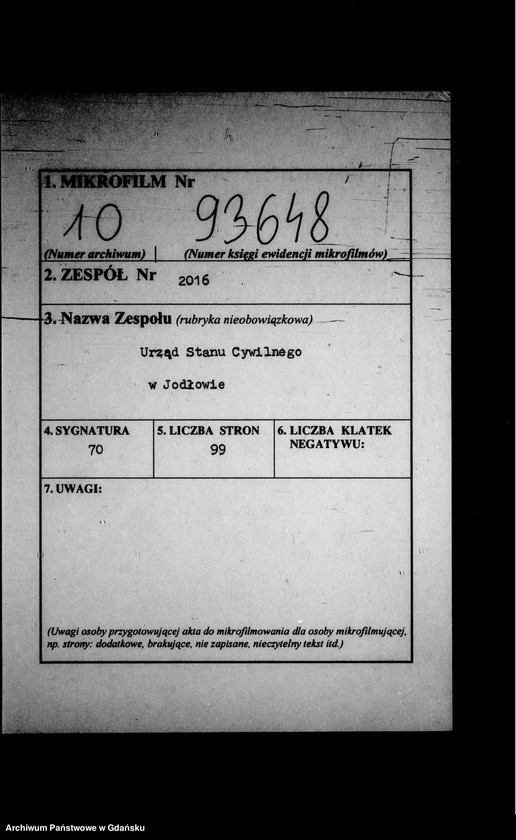 1. MIKROFILM Nr
10 93648
(Numer archiwum) (Numer księgi ewidencji mikrofilmów)
2. ZESPÓŁ Nr 2016
3. Nazwa Zespołu (rubryka nieobowiązkowa)
Urząd Stanu Cywilnego
w Jodłowie
4. SYGNATURA 5. LICZBA STRON 6. LICZBA KLATEK
NEGATYWU:
70 99
7. UWAGI:
(Uwagi osoby przygotowującej akta do mikrofilmowania dla osoby mikrofilmującej,
np. strony: dodatkowe, brakujące, nie zapisane, nieczytelny tekst itd.)
Archiwum Państwowe w Gdańsku